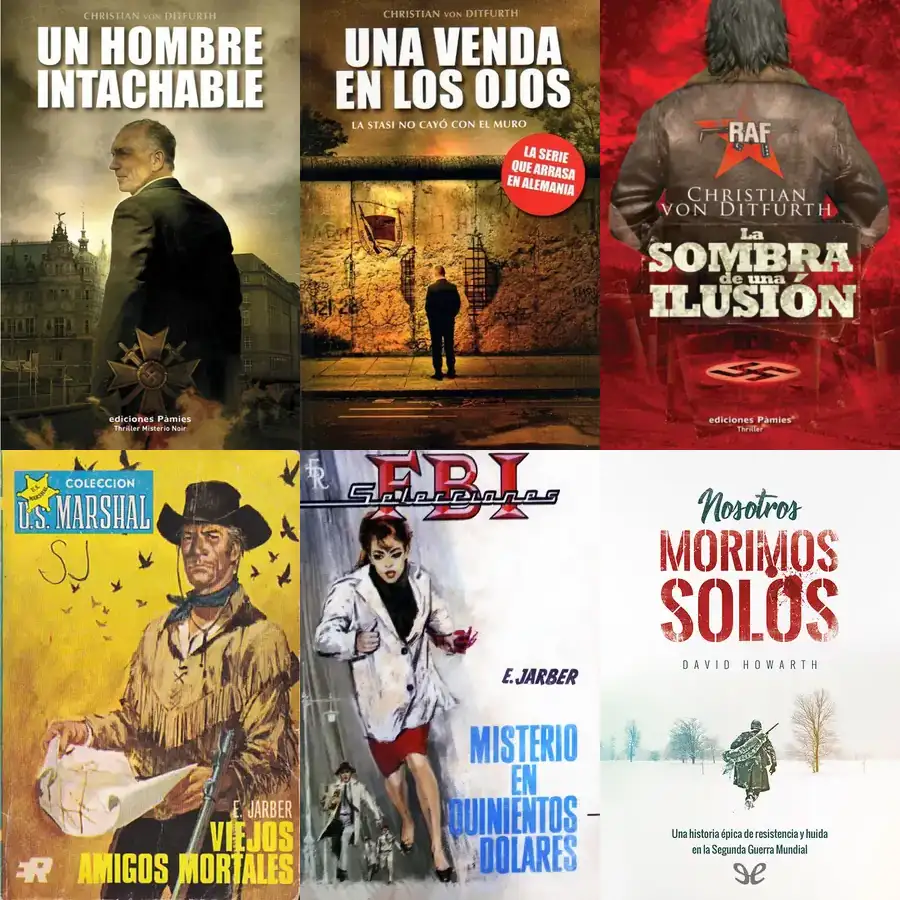 CHRISTIAN VON DITFURTH
UN HOMBRE
INTACHABLE
ediciones Pàmies
Thriller Misterio Noir
CHRISTIAN VON DITFURTH
UNA VENDA
EN LOS OJOS
LA STASI NO CAYÓ CON EL MURO
LA SERIE
QUE ARRASA
EN ALEMANIA
RAF
CHRISTIAN
VON DITFURTH
La
SOMBRA
de una
ILUSIÓN
ediciones Pàmies
Thriller
COLECCION
U.S. MARSHAL
U.S.
MARSHAL
SJ
E. JARBER
VIEJOS
AMIGOS MORTALES
R
FR
FBI
Selecciones
E. JARBER
MISTERIO
EN
QUINIENTOS
DOLARES
Nosotros
MORIMOS
SOLOS
DAVID HOWARTH
Una historia épica de resistencia y huida
en la Segunda Guerra Mundial